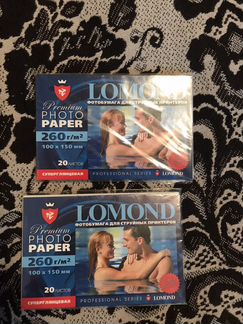 LOMOND
ФОТОБУМАГА ДЛЯ СТРУЙНЫХ ПРИНТЕРОВ
Premium
PHOTO
PAPER
260 г/м²
100 x 150 мм
20 ЛИСТОВ
СУПЕРГЛЯНЦЕВАЯ
PROFESSIONAL SERIES
LOMOND
LOMOND
ФОТОБУМАГА ДЛЯ СТРУЙНЫХ ПРИНТЕРОВ
Premium
PHOTO
PAPER
260 г/м²
100 x 150 мм
20 ЛИСТОВ
СУПЕРГЛЯНЦЕВАЯ
PROFESSIONAL SERIES
LOMOND